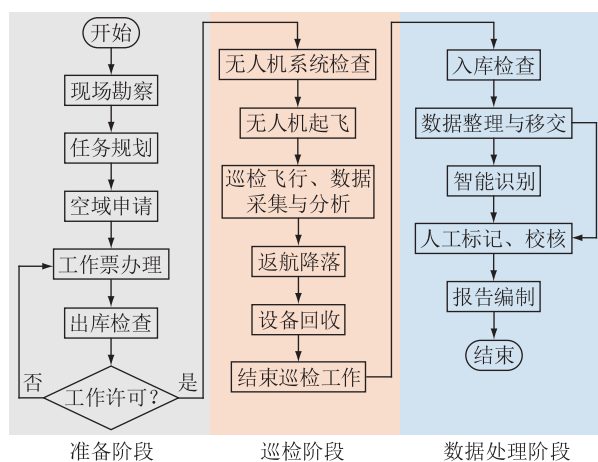 开始
现场勘察
任务规划
空域申请
工作票办理
出库检查
工作许可？
否
是
无人机系统检查
无人机起飞
巡检飞行、数据
采集与分析
返航降落
设备回收
结束巡检工作
入库检查
数据整理与移交
智能识别
人工标记、校核
报告编制
结束
准备阶段
巡检阶段
数据处理阶段